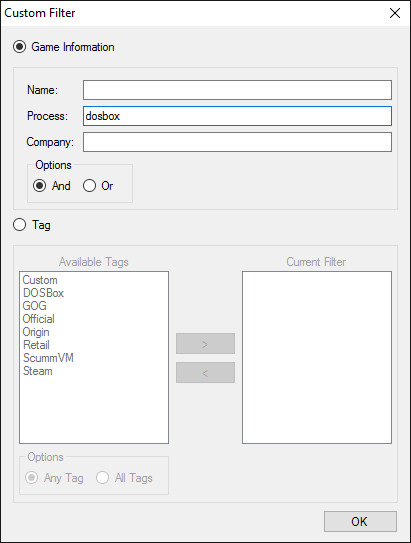 Custom Filter
Game Information
Name:
Process: dosbox
Company:
Options
And Or
Tag
Available Tags Current Filter
Custom
DOSBox
GOG
Official
Origin
Retail
ScummVM
Steam
>
<
Options
Any Tag All Tags
OK